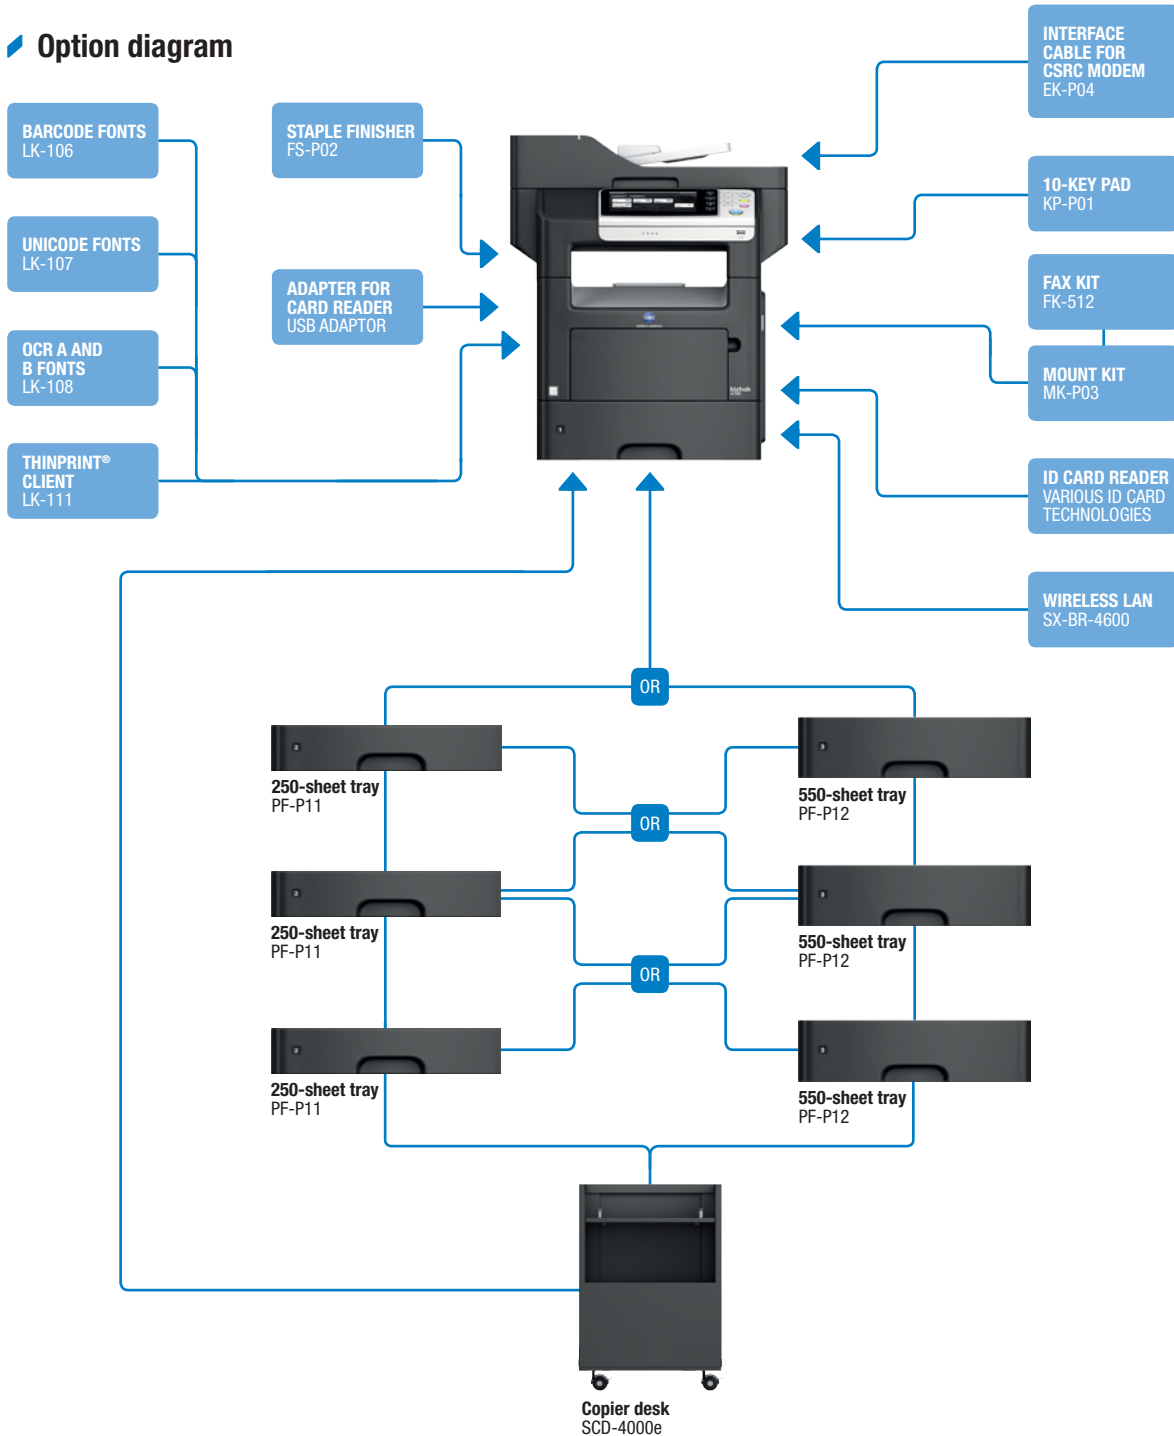 Option diagram
BARCODE FONTS
LK-106
UNICODE FONTS
LK-107
OCR A AND
B FONTS
LK-108
THINPRINT®
CLIENT
LK-111
STAPLE FINISHER
FS-P02
ADAPTER FOR
CARD READER
USB ADAPTOR
INTERFACE
CABLE FOR
CSRC MODEM
EK-P04
10-KEY PAD
KP-P01
FAX KIT
FK-512
MOUNT KIT
MK-P03
ID CARD READER
VARIOUS ID CARD
TECHNOLOGIES
WIRELESS LAN
SX-BR-4600
bizhub
1
OR
250-sheet tray
PF-P11
550-sheet tray
PF-P12
OR
250-sheet tray
PF-P11
550-sheet tray
PF-P12
OR
250-sheet tray
PF-P11
550-sheet tray
PF-P12
Copier desk
SCD-4000e